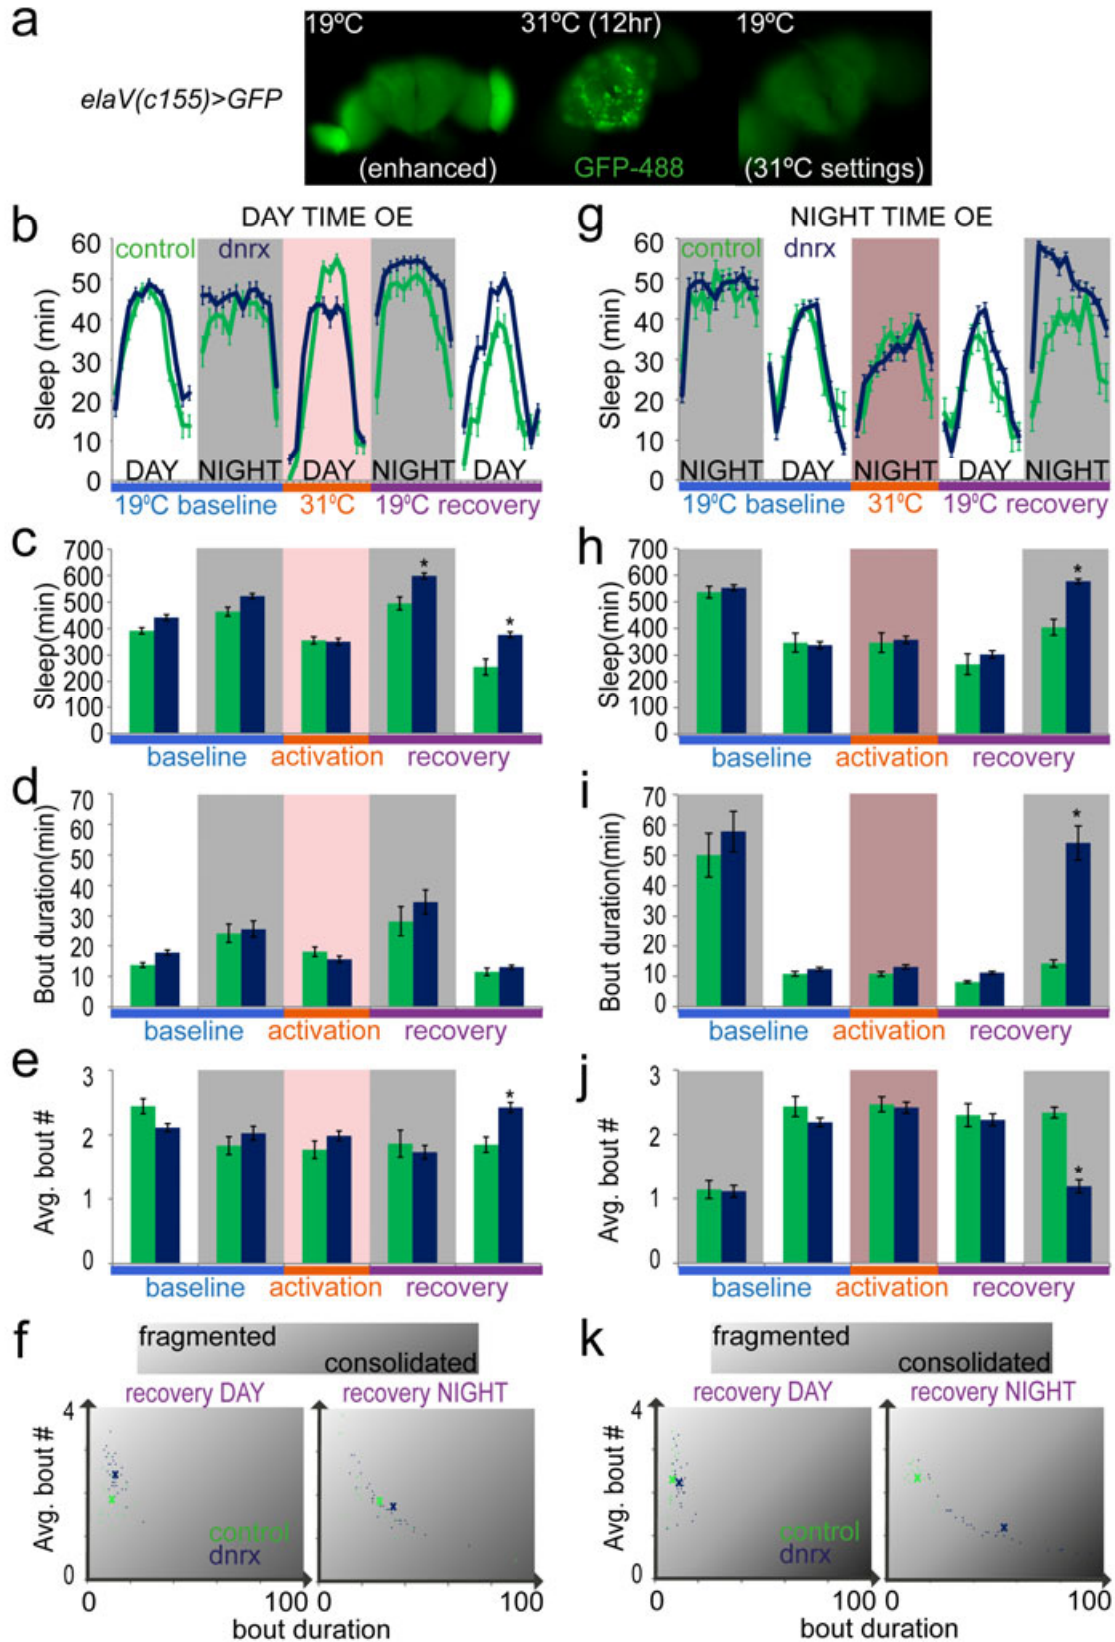 a
19ºC
31ºC (12hr)
19ºC
elaV(c155)>GFP
(enhanced)
GFP-488
(31ºC settings)
b
DAY TIME OE
control
dnrx
Sleep (min)
60
50
40
30
20
10
0
DAY
NIGHT
DAY
NIGHT
DAY
19⁰C baseline
31⁰C
19⁰C recovery
g
NIGHT TIME OE
control
dnrx
Sleep (min)
60
50
40
30
20
10
0
NIGHT
DAY
NIGHT
DAY
NIGHT
19⁰C baseline
31⁰C
19⁰C recovery
c
Sleep(min)
700
600
500
400
300
200
100
0
*
*
baseline
activation
recovery
h
Sleep(min)
700
600
500
400
300
200
100
0
*
baseline
activation
recovery
d
Bout duration(min)
70
60
50
40
30
20
10
0
baseline
activation
recovery
i
Bout duration(min)
70
60
50
40
30
20
10
0
*
baseline
activation
recovery
e
Avg. bout #
3
2
1
0
*
baseline
activation
recovery
j
Avg. bout #
3
2
1
0
*
baseline
activation
recovery
f
fragmented
consolidated
recovery DAY
recovery NIGHT
Avg. bout #
4
0
control
dnrx
0
100
0
100
bout duration
k
fragmented
consolidated
recovery DAY
recovery NIGHT
Avg. bout #
4
0
control
dnrx
0
100
0
100
bout duration